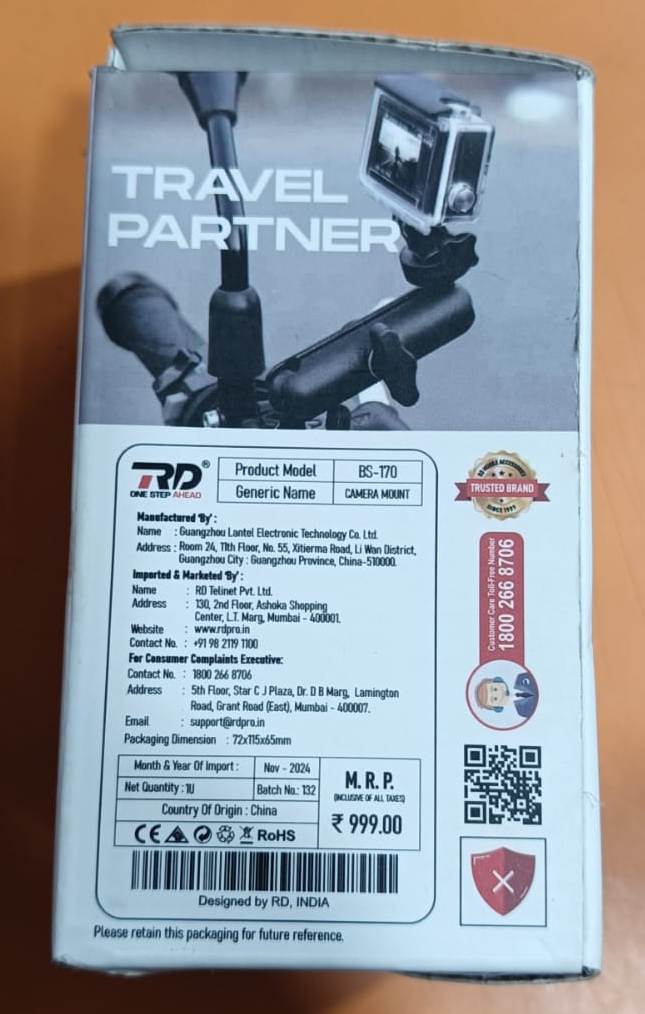 TRAVEL
PARTNER
RD®
ONE STEP AHEAD
Product Model BS-170
Generic Name CAMERA MOUNT
Manufactured 'By' :
Name : Guangzhou Lantel Electronic Technology Co. Ltd.
Address : Room 24, 11th Floor, No. 55, Xitierma Road, Li Wan District,
Guangzhou City : Guangzhou Province, China-510000.
Imported & Marketed 'By' :
Name : RD Telinet Pvt. Ltd.
Address : 130, 2nd Floor, Ashoka Shopping
Center, L.T. Marg, Mumbai - 400001.
Website : www.rdpro.in
Contact No. : +91 98 2119 1100
For Consumer Complaints Executive:
Contact No. : 1800 266 8706
Address : 5th Floor, Star C J Plaza, Dr. D B Marg, Lamington
Road, Grant Road (East), Mumbai - 400007.
Email : support@rdpro.in
Packaging Dimension : 72x115x65mm
Month & Year Of Import : Nov - 2024
Net Quantity : 1U Batch No.: 132
Country Of Origin : China
CE RoHS
M. R. P.
(INCLUSIVE OF ALL TAXES)
₹ 999.00
Designed by RD, INDIA
Please retain this packaging for future reference.
TRUSTED BRAND
SINCE 1999
Customer Care Toll-Free Number
1800 266 8706